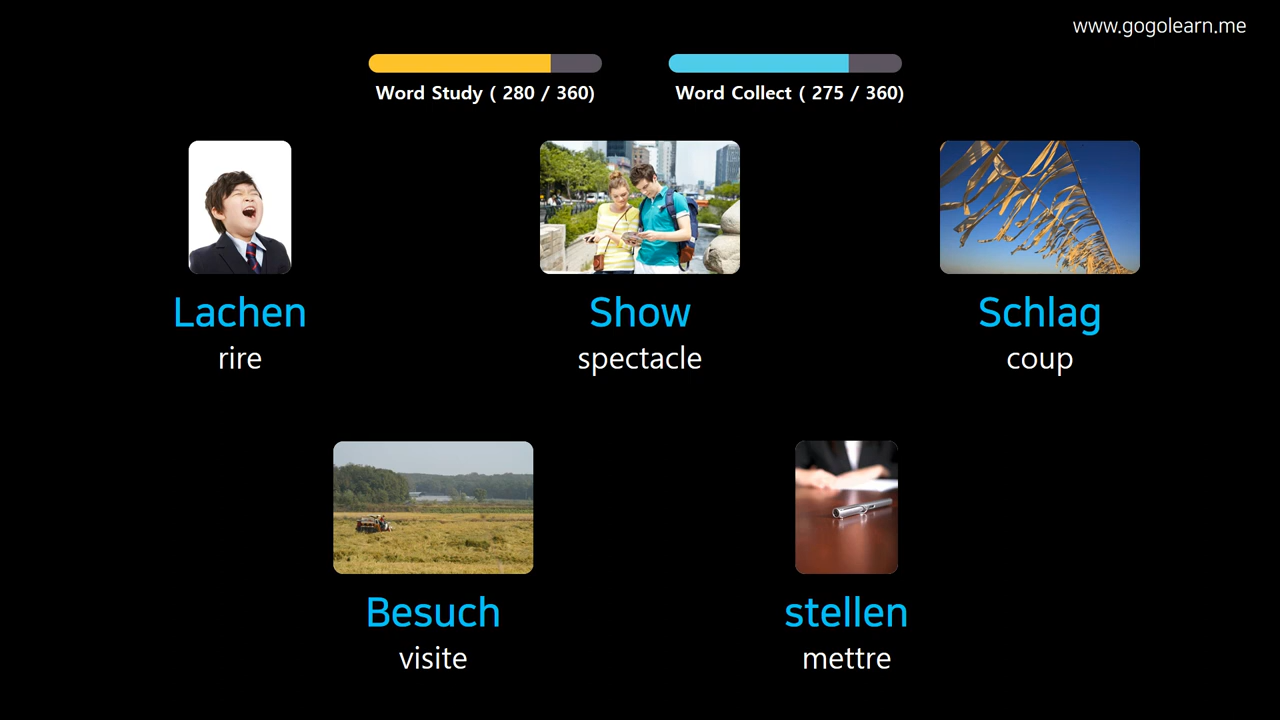 www.gogolearn.me
Word Study ( 280 / 360)
Word Collect ( 275 / 360)
Lachen
rire
Show
spectacle
Schlag
coup
Besuch
visite
stellen
mettre